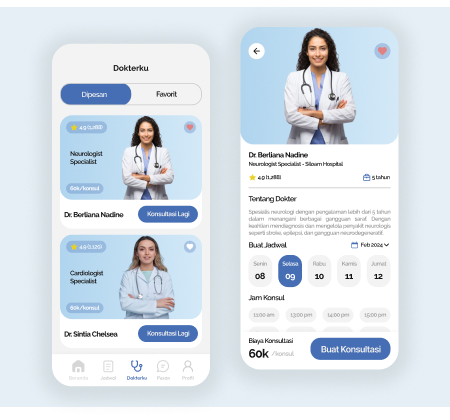 Dokterku
Dipesan
Favorit
4.9 (1,288)
Neurologist
Specialist
60k/konsul
Dr. Berliana Nadine
Konsultasi Lagi
4.9 (1,121)
Cardiologist
Specialist
60k/konsul
Dr. Sintia Chelsea
Konsultasi Lagi
Beranda
Jadwal
Dokterku
Pesan
Profil
Dr. Berliana Nadine
Neurologist Specialist - Siloam Hospital
4.9 (1,288)
5 tahun
Tentang Dokter
Spesialis neurologi dengan pengalaman lebih dari 5 tahun
dalam menangani berbagai gangguan saraf. Dengan
keahlian mendiagnosis dan mengelola penyakit neurologis
seperti stroke, epilepsi, dan gangguan neurodegeneratif.
Buat Jadwal
Feb 2024
Senin
08
Selasa
09
Rabu
10
Kamis
11
Jumat
12
Jam Konsul
11:00 am
13:00 pm
14:00 pm
15:00 pm
Biaya Konsultasi
60k /konsul
Buat Konsultasi